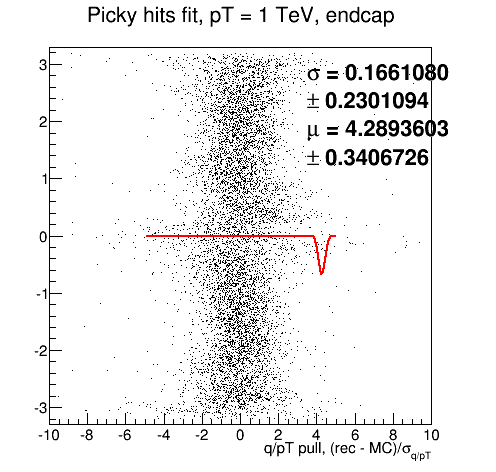 Picky hits fit, pT = 1 TeV, endcap
σ = 0.1661080
± 0.2301094
μ = 4.2893603
± 0.3406726
3
2
1
0
-1
-2
-3
-10 -8 -6 -4 -2 0 2 4 6 8 10
q/pT pull, (rec - MC)/σq/pT